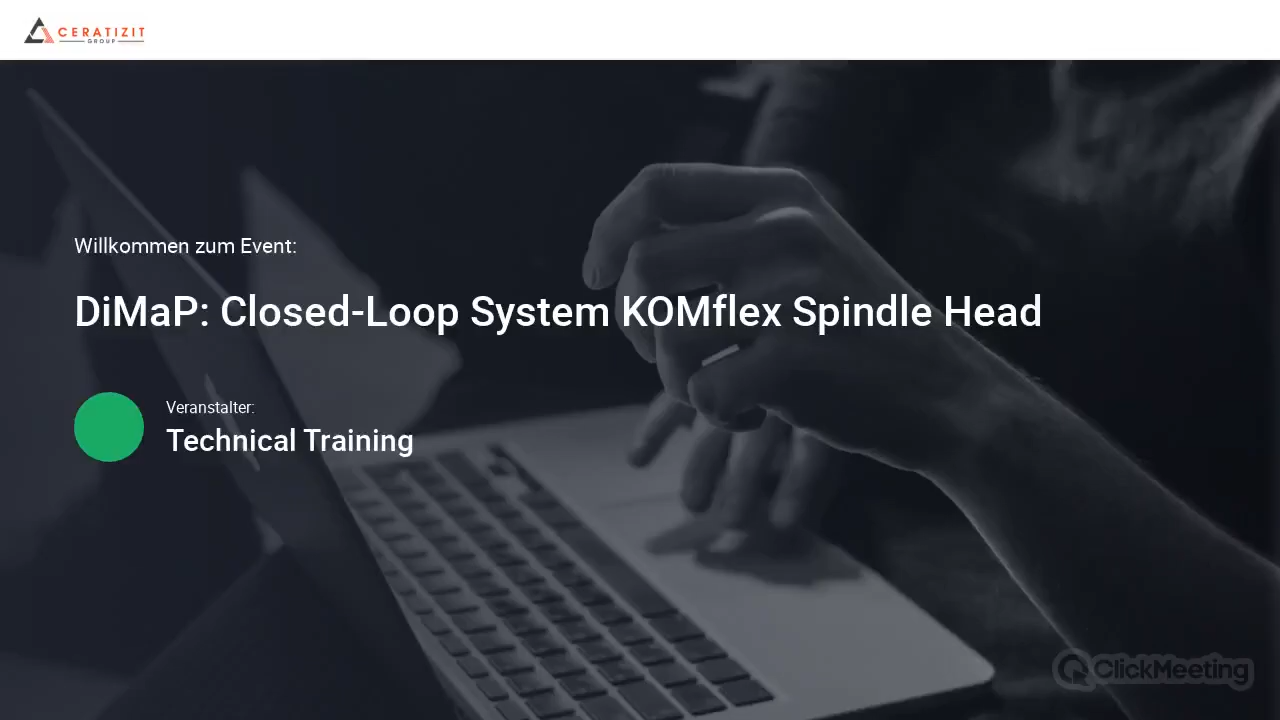 CERATIZIT
GROUP
Willkommen zum Event:
DiMaP: Closed-Loop System KOMflex Spindle Head
Veranstalter:
Technical Training
ClickMeeting